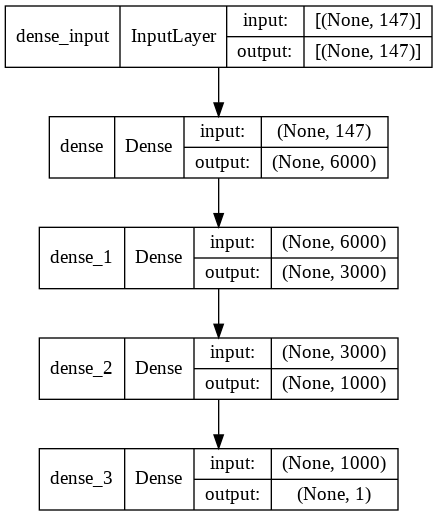 dense_input InputLayer input: [(None, 147)]
output: [(None, 147)]
dense Dense input: (None, 147)
output: (None, 6000)
dense_1 Dense input: (None, 6000)
output: (None, 3000)
dense_2 Dense input: (None, 3000)
output: (None, 1000)
dense_3 Dense input: (None, 1000)
output: (None, 1)